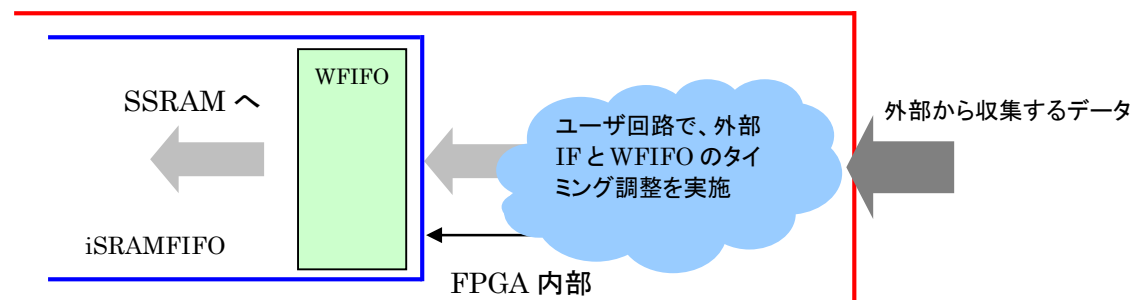 WFIFO
SSRAM へ
外部から収集するデータ
ユーザ回路で、外部
IF と WFIFO のタイ
ミング調整を実施
iSRAMFIFO
FPGA 内部